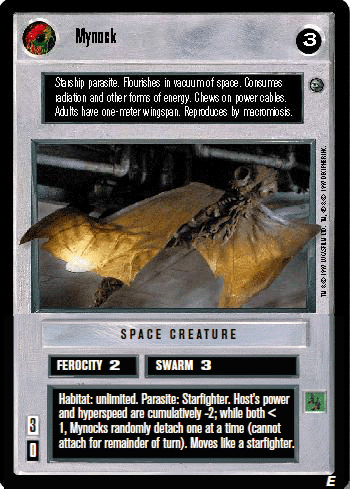 Mynock
3
Starship parasite. Flourishes in vacuum of space. Consumes
radiation and other forms of energy. Chews on power cables.
Adults have one-meter wingspan. Reproduces by macromiosis.
SPACE CREATURE
FEROCITY 2
SWARM 3
Habitat: unlimited. Parasite: Starfighter. Host's power
and hyperspeed are cumulatively -2; while both <
1, Mynocks randomly detach one at a time (cannot
attach for remainder of turn). Moves like a starfighter.
3
0
E